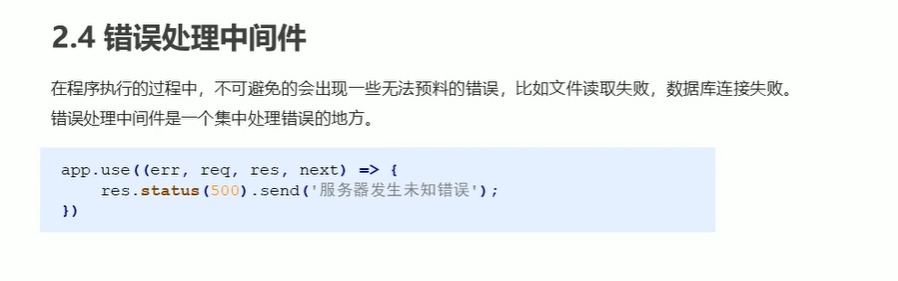 2.4 错误处理中间件
在程序执行的过程中，不可避免的会出现一些无法预料的错误，比如文件读取失败，数据库连接失败。
错误处理中间件是一个集中处理错误的地方。
app.use((err, req, res, next) => {
    res.status(500).send('服务器发生未知错误');
})